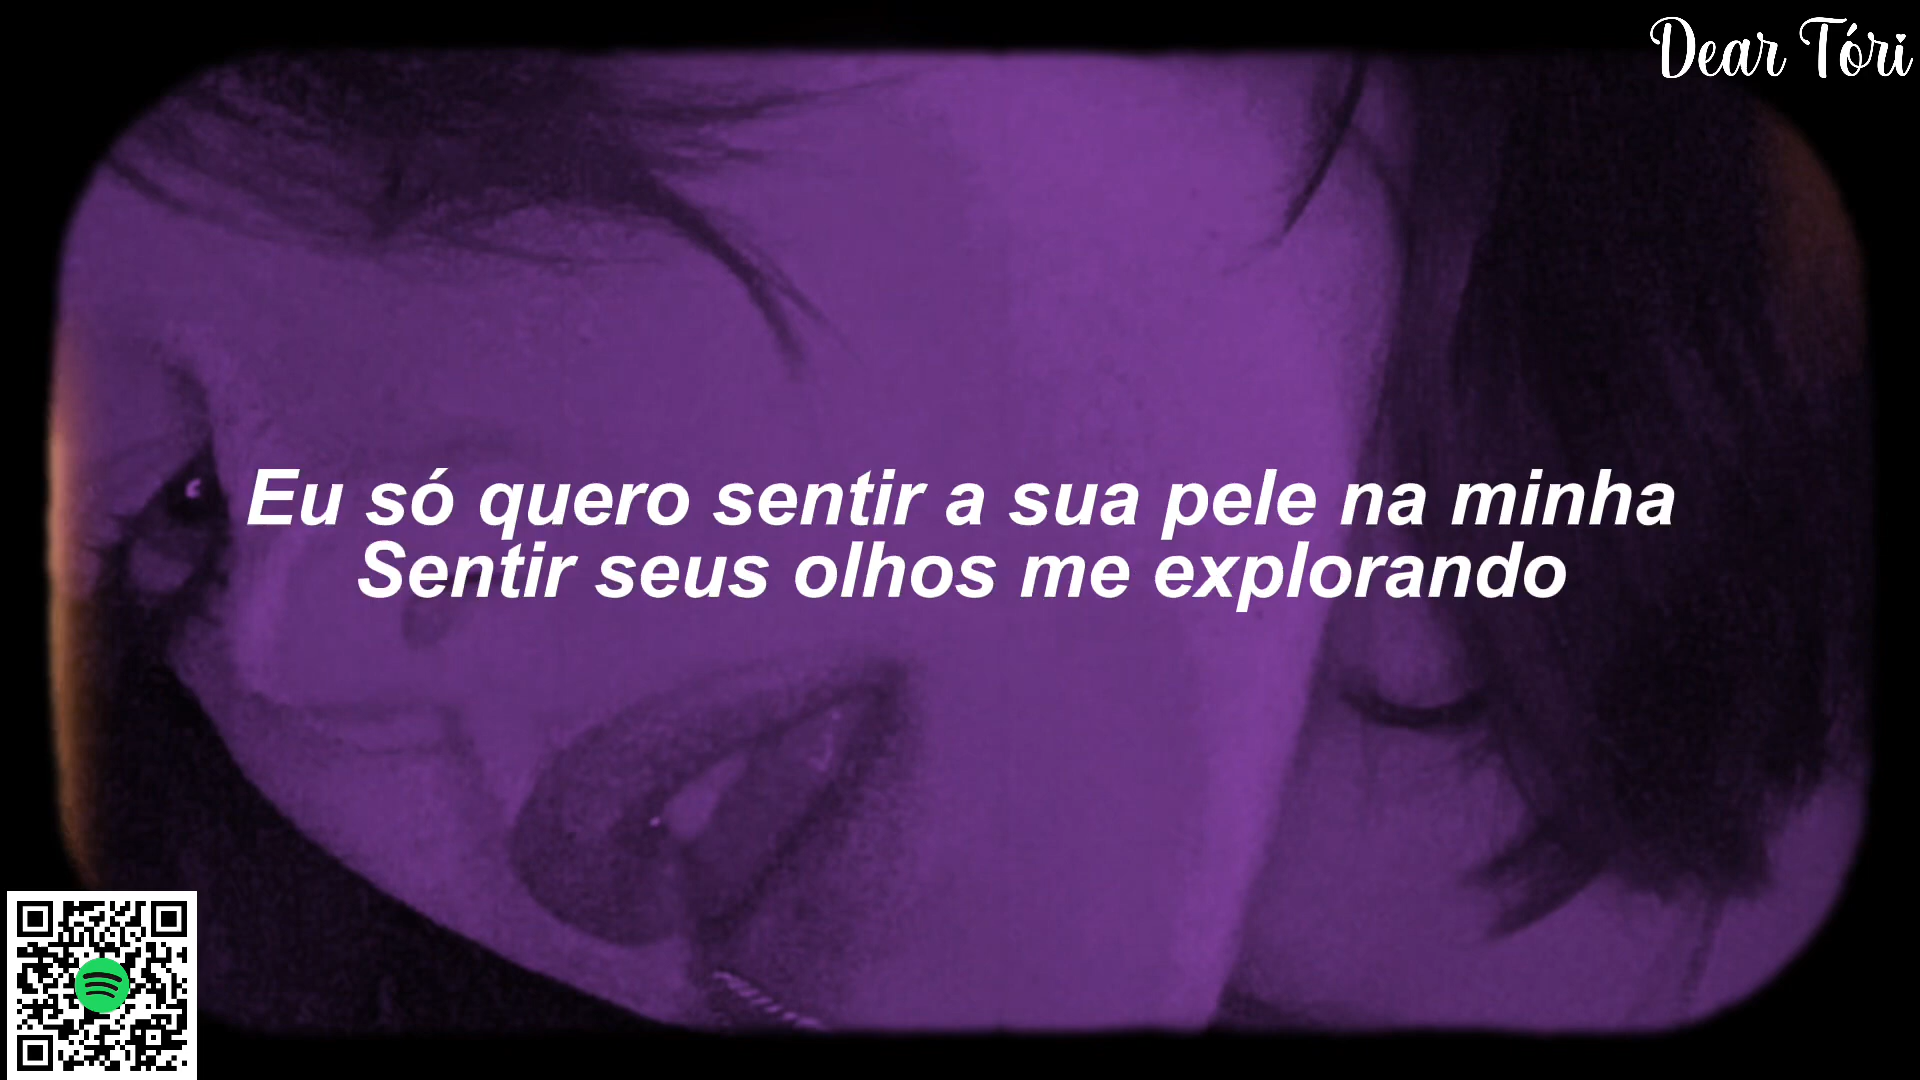 Dear Tóri
Eu só quero sentir a sua pele na minha
Sentir seus olhos me explorando